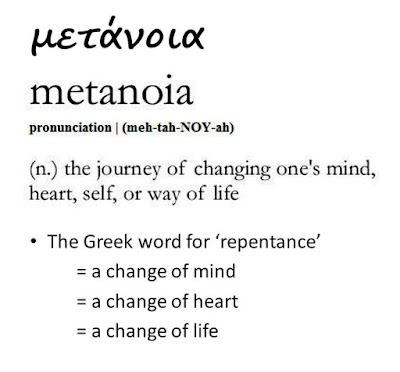 μετάνοια
metanoia
pronunciation | (meh-tah-NOY-ah)
(n.) the journey of changing one's mind,
heart, self, or way of life
• The Greek word for ‘repentance’
= a change of mind
= a change of heart
= a change of life